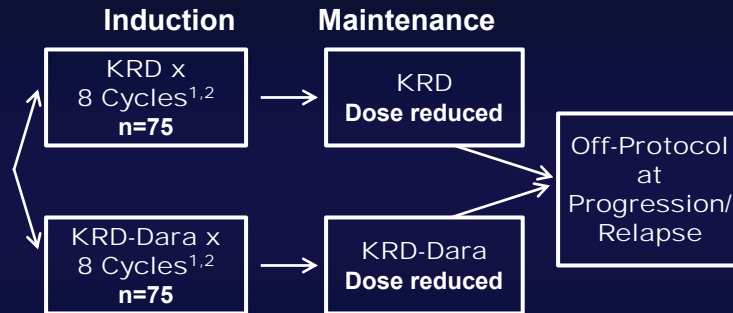 Induction
Maintenance
KRD x
8 Cycles¹,²
n=75
KRD
Dose reduced
KRD-Dara x
8 Cycles¹,²
n=75
KRD-Dara
Dose reduced
Off-Protocol
at
Progression/
Relapse